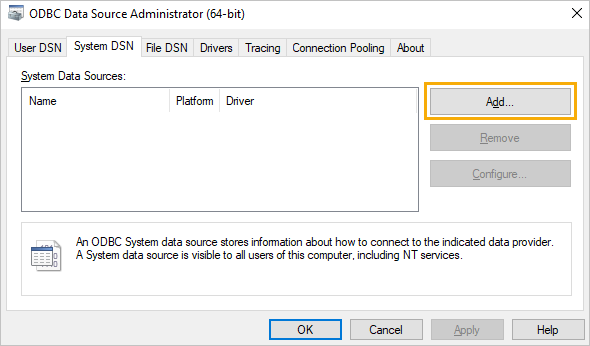 ODBC Data Source Administrator (64-bit)
User DSN System DSN File DSN Drivers Tracing Connection Pooling About
System Data Sources:
Name Platform Driver
Add...
Remove
Configure...
An ODBC System data source stores information about how to connect to the indicated data provider.
A System data source is visible to all users of this computer, including NT services.
OK Cancel Apply Help